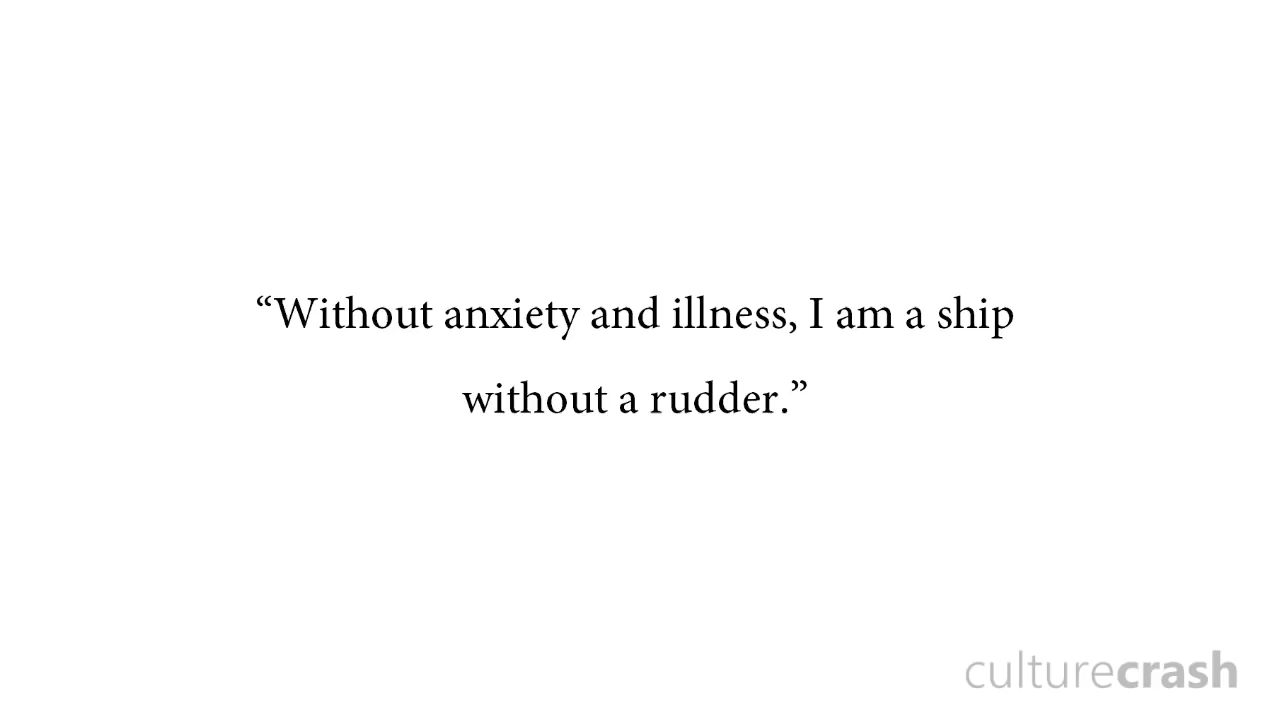 “Without anxiety and illness, I am a ship
without a rudder.”
culturecrash